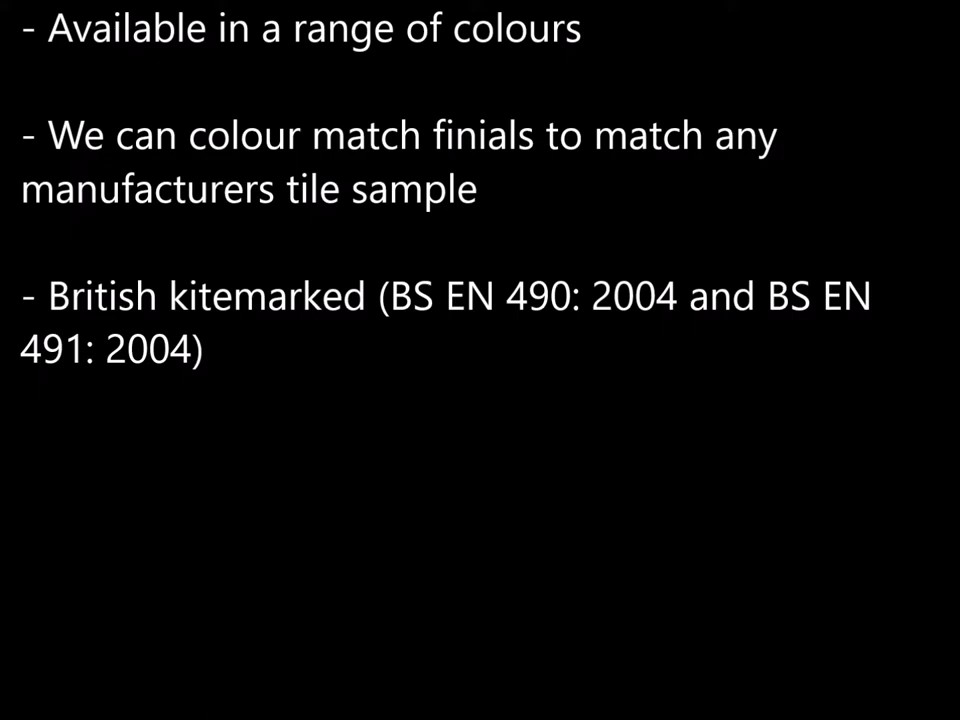 - Available in a range of colours
- We can colour match finials to match any
manufacturers tile sample
- British kitemarked (BS EN 490: 2004 and BS EN
491: 2004)